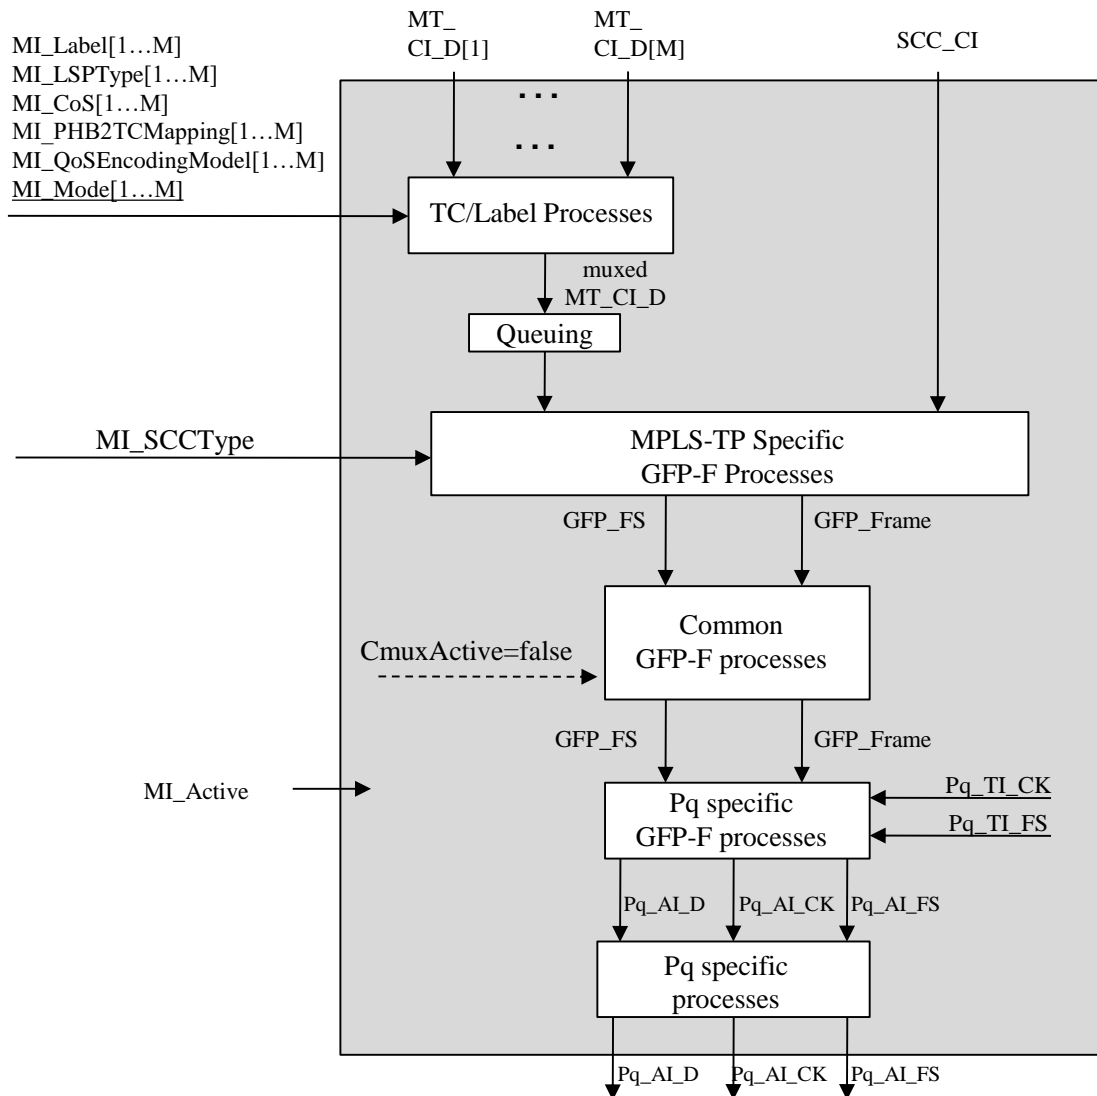 MT_
CI_D[1]
MT_
CI_D[M]
SCC_CI
MI_Label[1…M]
MI_LSPType[1…M]
MI_CoS[1…M]
MI_PHB2TCMapping[1…M]
MI_QoSEncodingModel[1…M]
MI_Mode[1…M]
...
...
TC/Label Processes
muxed
MT_CI_D
Queuing
MI_SCCType
MPLS-TP Specific
GFP-F Processes
GFP_FS
GFP_Frame
Common
GFP-F processes
CmuxActive=false
GFP_FS
GFP_Frame
MI_Active
Pq specific
GFP-F processes
Pq_TI_CK
Pq_TI_FS
Pq_AI_D
Pq_AI_CK
Pq_AI_FS
Pq specific
processes
Pq_AI_D
Pq_AI_CK
Pq_AI_FS